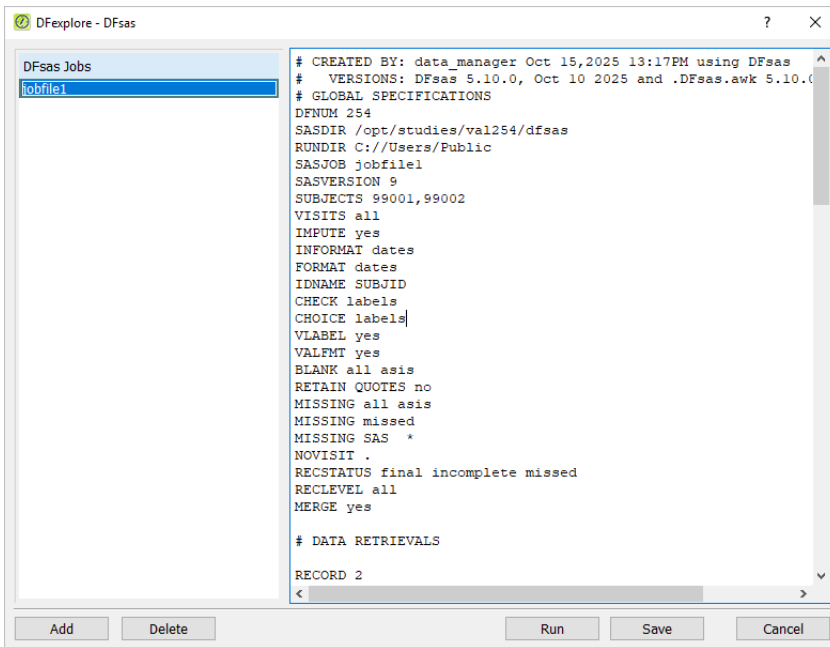 DFexplore - DFsas
? ×
DFsas Jobs
jobfile1
# CREATED BY: data_manager Oct 15,2025 13:17PM using DFsas
#   VERSIONS: DFsas 5.10.0, Oct 10 2025 and .DFsas.awk 5.10.0
# GLOBAL SPECIFICATIONS
DFNUM 254
SASDIR /opt/studies/val254/dfsas
RUNDIR C://Users/Public
SASJOB jobfile1
SASVERSION 9
SUBJECTS 99001,99002
VISITS all
IMPUTE yes
INFORMAT dates
FORMAT dates
IDNAME SUBJID
CHECK labels
CHOICE labels
VLABEL yes
VALFMT yes
BLANK all asis
RETAIN QUOTES no
MISSING all asis
MISSING missed
MISSING SAS  *
NOVISIT .
RECSTATUS final incomplete missed
RECLEVEL all
MERGE yes
# DATA RETRIEVALS
RECORD 2
Add Delete Run Save Cancel